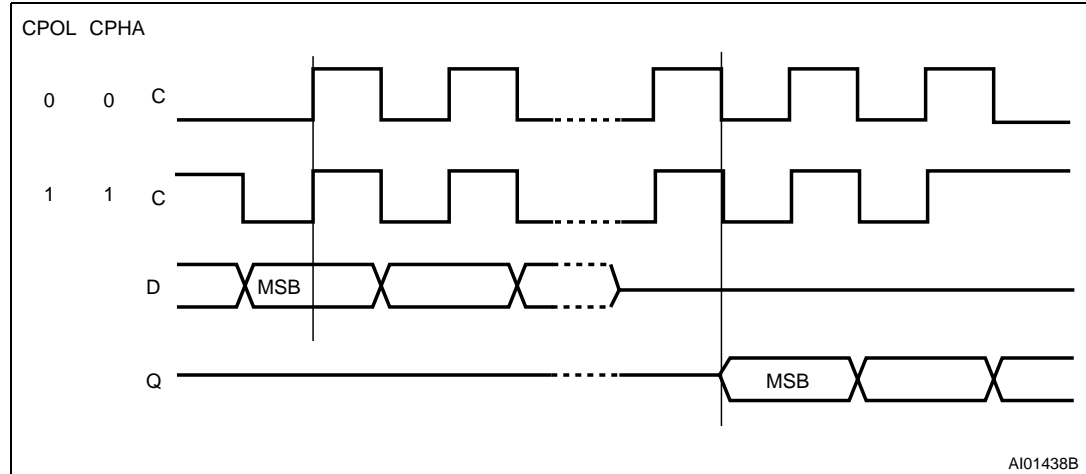 CPOL CPHA
0 0 C
1 1 C
D MSB
Q MSB
AI01438B